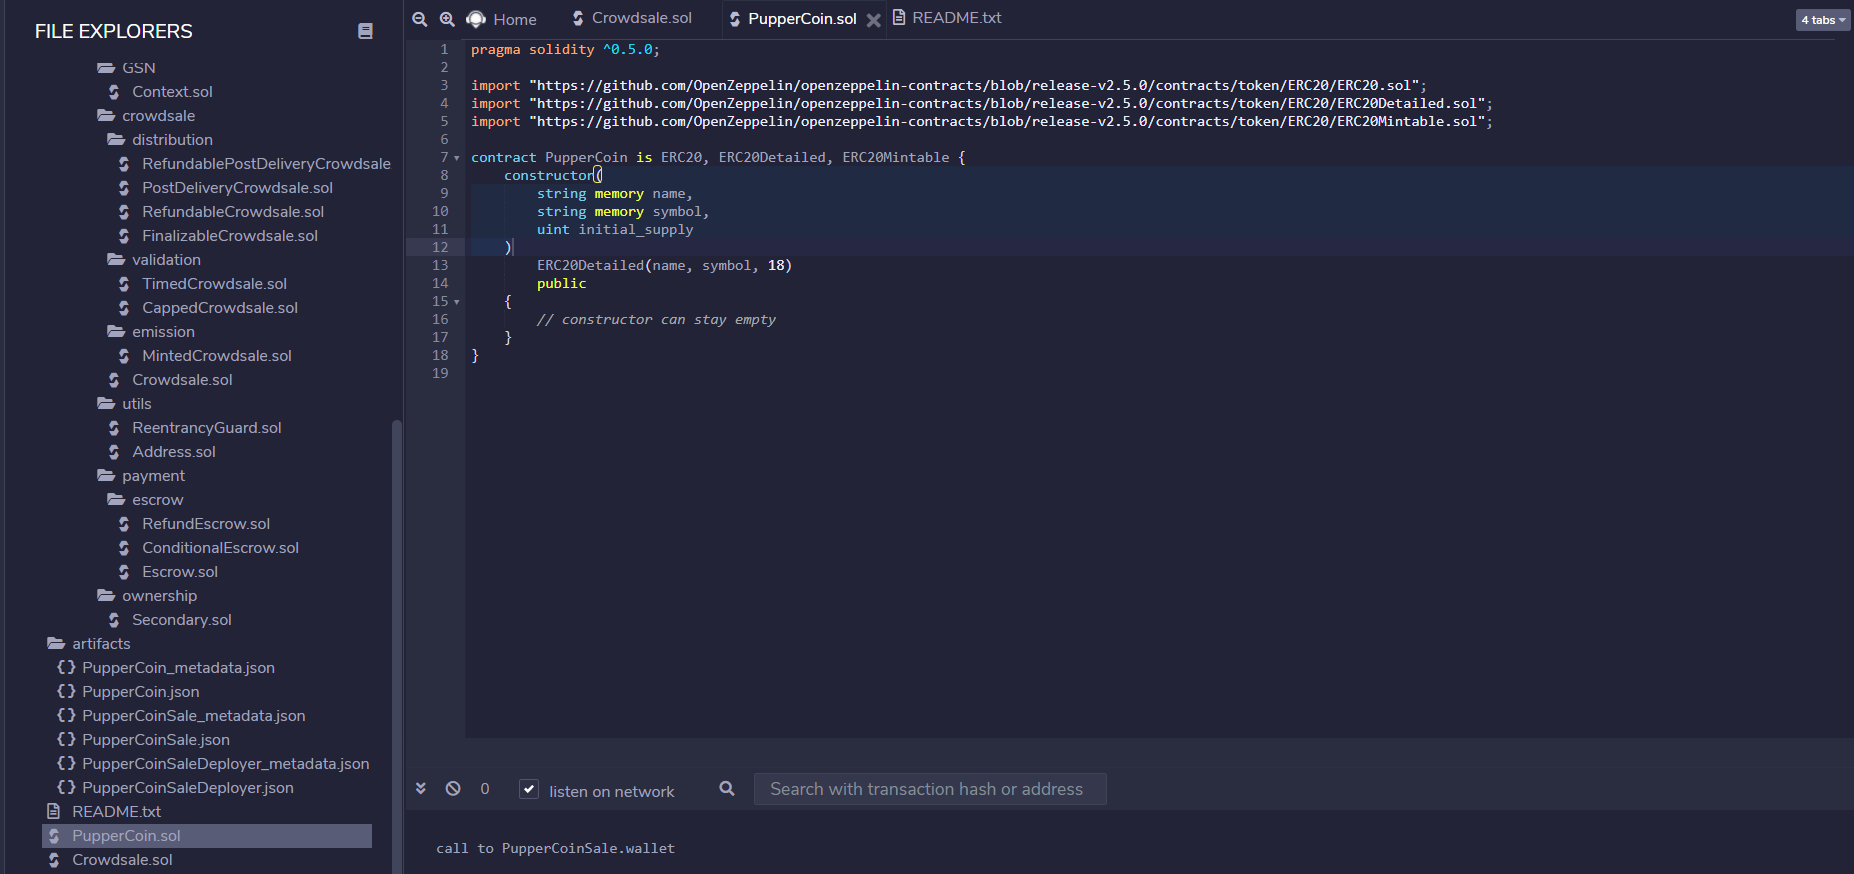 FILE EXPLORERS
GSN
Context.sol
crowdsale
distribution
RefundablePostDeliveryCrowdsale
PostDeliveryCrowdsale.sol
RefundableCrowdsale.sol
FinalizableCrowdsale.sol
validation
TimedCrowdsale.sol
CappedCrowdsale.sol
emission
MintedCrowdsale.sol
Crowdsale.sol
utils
ReentrancyGuard.sol
Address.sol
payment
escrow
RefundEscrow.sol
ConditionalEscrow.sol
Escrow.sol
ownership
Secondary.sol
artifacts
{} PupperCoin_metadata.json
{} PupperCoin.json
{} PupperCoinSale_metadata.json
{} PupperCoinSale.json
{} PupperCoinSaleDeployer_metadata.json
{} PupperCoinSaleDeployer.json
README.txt
PupperCoin.sol
Crowdsale.sol
Home Crowdsale.sol PupperCoin.sol README.txt 4 tabs
1 pragma solidity ^0.5.0;
2
3 import "https://github.com/OpenZeppelin/openzeppelin-contracts/blob/release-v2.5.0/contracts/token/ERC20/ERC20.sol";
4 import "https://github.com/OpenZeppelin/openzeppelin-contracts/blob/release-v2.5.0/contracts/token/ERC20/ERC20Detailed.sol";
5 import "https://github.com/OpenZeppelin/openzeppelin-contracts/blob/release-v2.5.0/contracts/token/ERC20/ERC20Mintable.sol";
6
7 contract PupperCoin is ERC20, ERC20Detailed, ERC20Mintable {
8 constructor(
9 string memory name,
10 string memory symbol,
11 uint initial_supply
12 )
13 ERC20Detailed(name, symbol, 18)
14 public
15 {
16 // constructor can stay empty
17 }
18 }
19
0 listen on network Search with transaction hash or address
call to PupperCoinSale.wallet